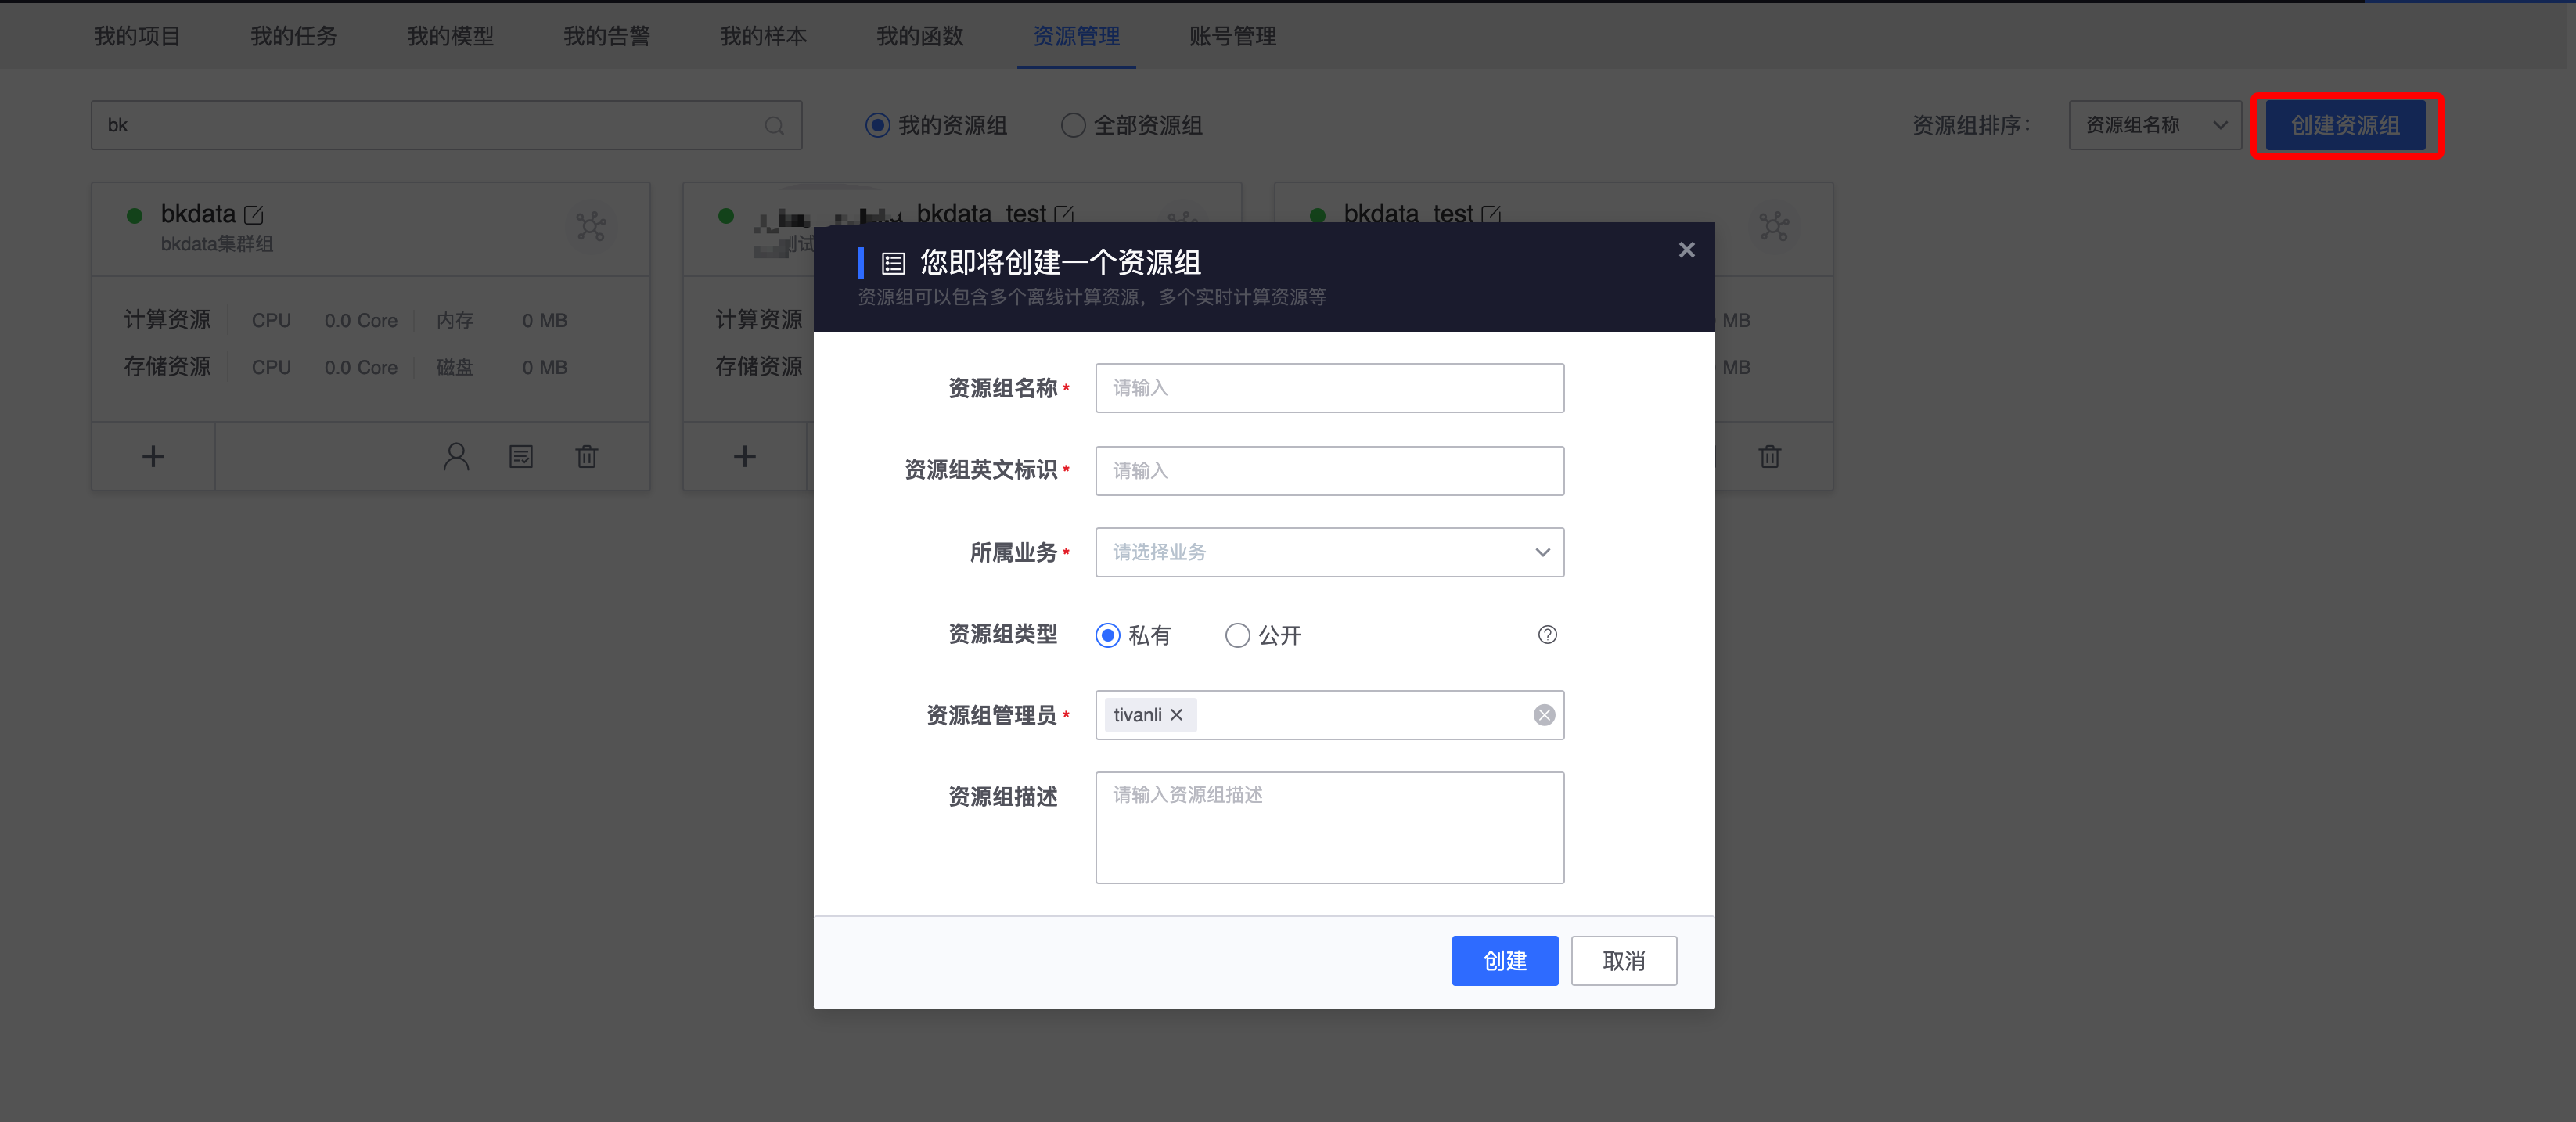 我的项目 我的任务 我的模型 我的告警 我的样本 我的函数 资源管理 账号管理
bk 我的资源组 全部资源组 资源组排序： 资源组名称 创建资源组
bkdata bkdata_test bkdata_test
bkdata集群组 测试
计算资源 CPU 0.0 Core 内存 0 MB 计算资源 MB
存储资源 CPU 0.0 Core 磁盘 0 MB 存储资源 MB
您即将创建一个资源组
资源组可以包含多个离线计算资源，多个实时计算资源等
资源组名称* 请输入
资源组英文标识* 请输入
所属业务* 请选择业务
资源组类型 私有 公开
资源组管理员* tivanli
资源组描述 请输入资源组描述
创建 取消